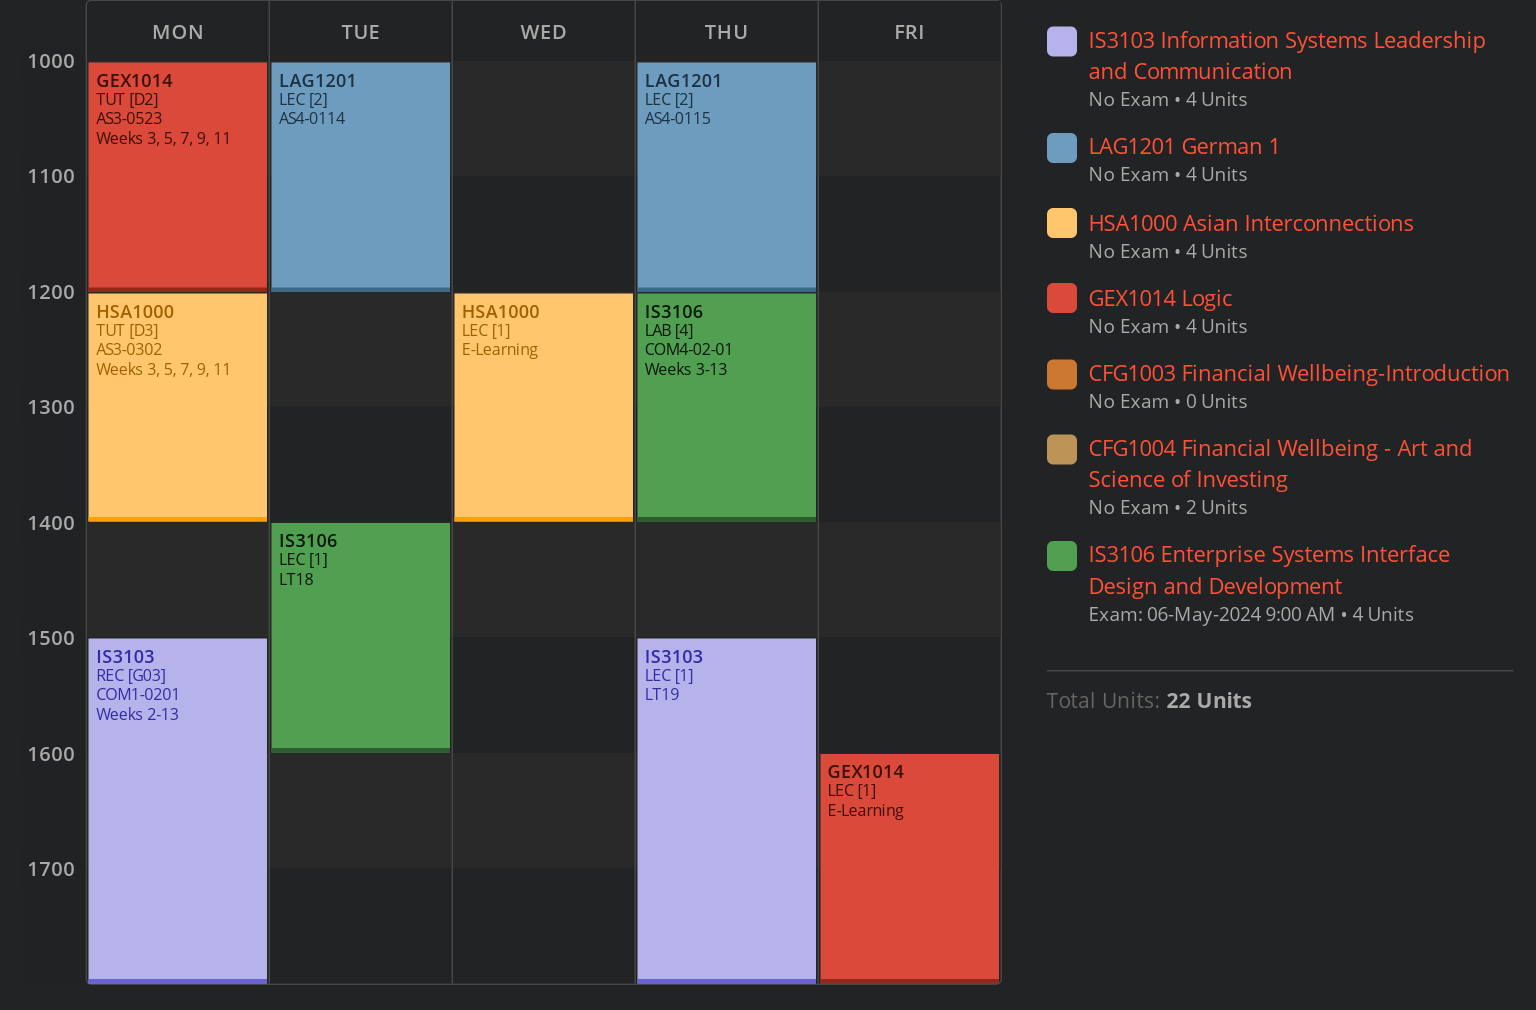 MON
TUE
WED
THU
FRI
1000
1100
1200
1300
1400
1500
1600
1700
GEX1014
TUT [D2]
AS3-0523
Weeks 3, 5, 7, 9, 11
HSA1000
TUT [D3]
AS3-0302
Weeks 3, 5, 7, 9, 11
IS3103
REC [G03]
COM1-0201
Weeks 2-13
LAG1201
LEC [2]
AS4-0114
IS3106
LEC [1]
LT18
HSA1000
LEC [1]
E-Learning
LAG1201
LEC [2]
AS4-0115
IS3106
LAB [4]
COM4-02-01
Weeks 3-13
IS3103
LEC [1]
LT19
GEX1014
LEC [1]
E-Learning
IS3103 Information Systems Leadership
and Communication
No Exam • 4 Units
LAG1201 German 1
No Exam • 4 Units
HSA1000 Asian Interconnections
No Exam • 4 Units
GEX1014 Logic
No Exam • 4 Units
CFG1003 Financial Wellbeing-Introduction
No Exam • 0 Units
CFG1004 Financial Wellbeing - Art and
Science of Investing
No Exam • 2 Units
IS3106 Enterprise Systems Interface
Design and Development
Exam: 06-May-2024 9:00 AM • 4 Units
Total Units: 22 Units